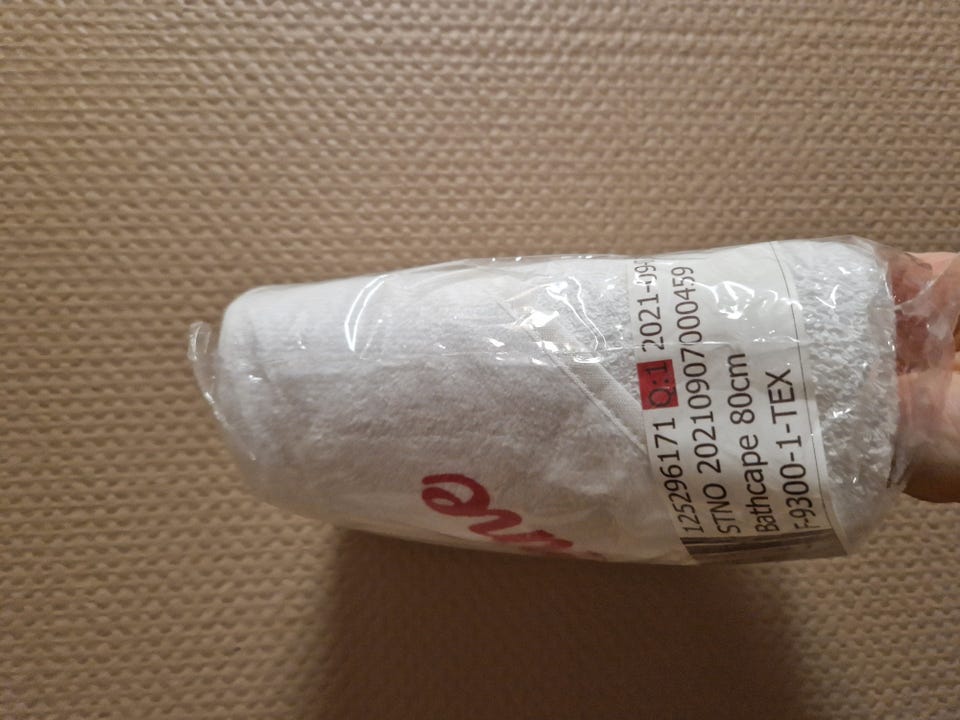 125296171 Q:1 2021-09-
STNO 20210907000459
Bathcape 80cm
F-9300-1-TEX